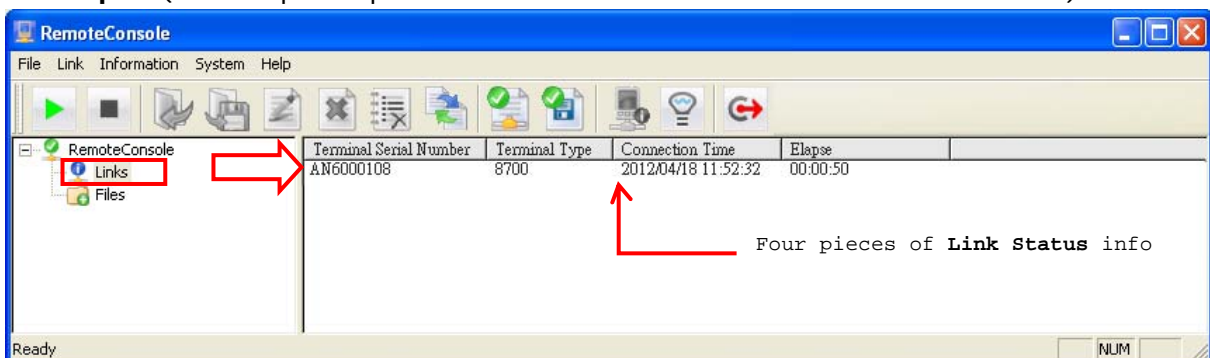 RemoteConsole
File Link Information System Help
RemoteConsole
Links
Files
Terminal Serial Number Terminal Type Connection Time Elapse
AN6000108 8700 2012/04/18 11:52:32 00:00:50
Four pieces of Link Status info
Ready NUM